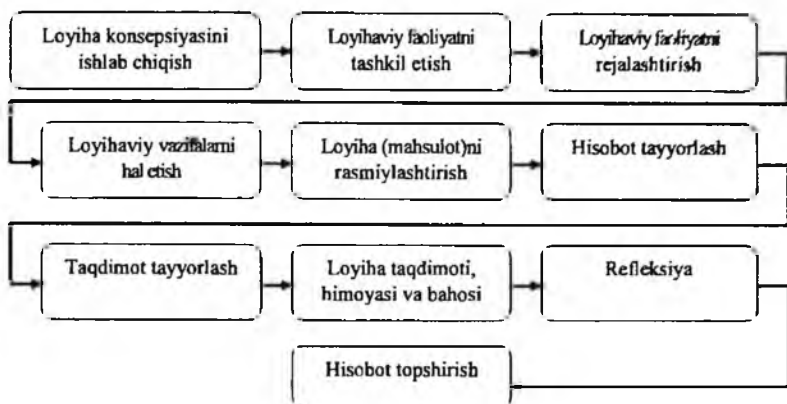 Loyiha konsepsiyasini
ishlab chiqish
Loyihaviy faoliyatni
tashkil etish
Loyihaviy faoliyatni
rejalashtirish
Loyihaviy vazifalarni
hal etish
Loyiha (mahsulot)ni
rasmiylashtirish
Hisobot tayyorlash
Taqdimot tayyorlash
Loyiha taqdimoti,
himoyasi va bahosi
Refleksiya
Hisobot topshirish